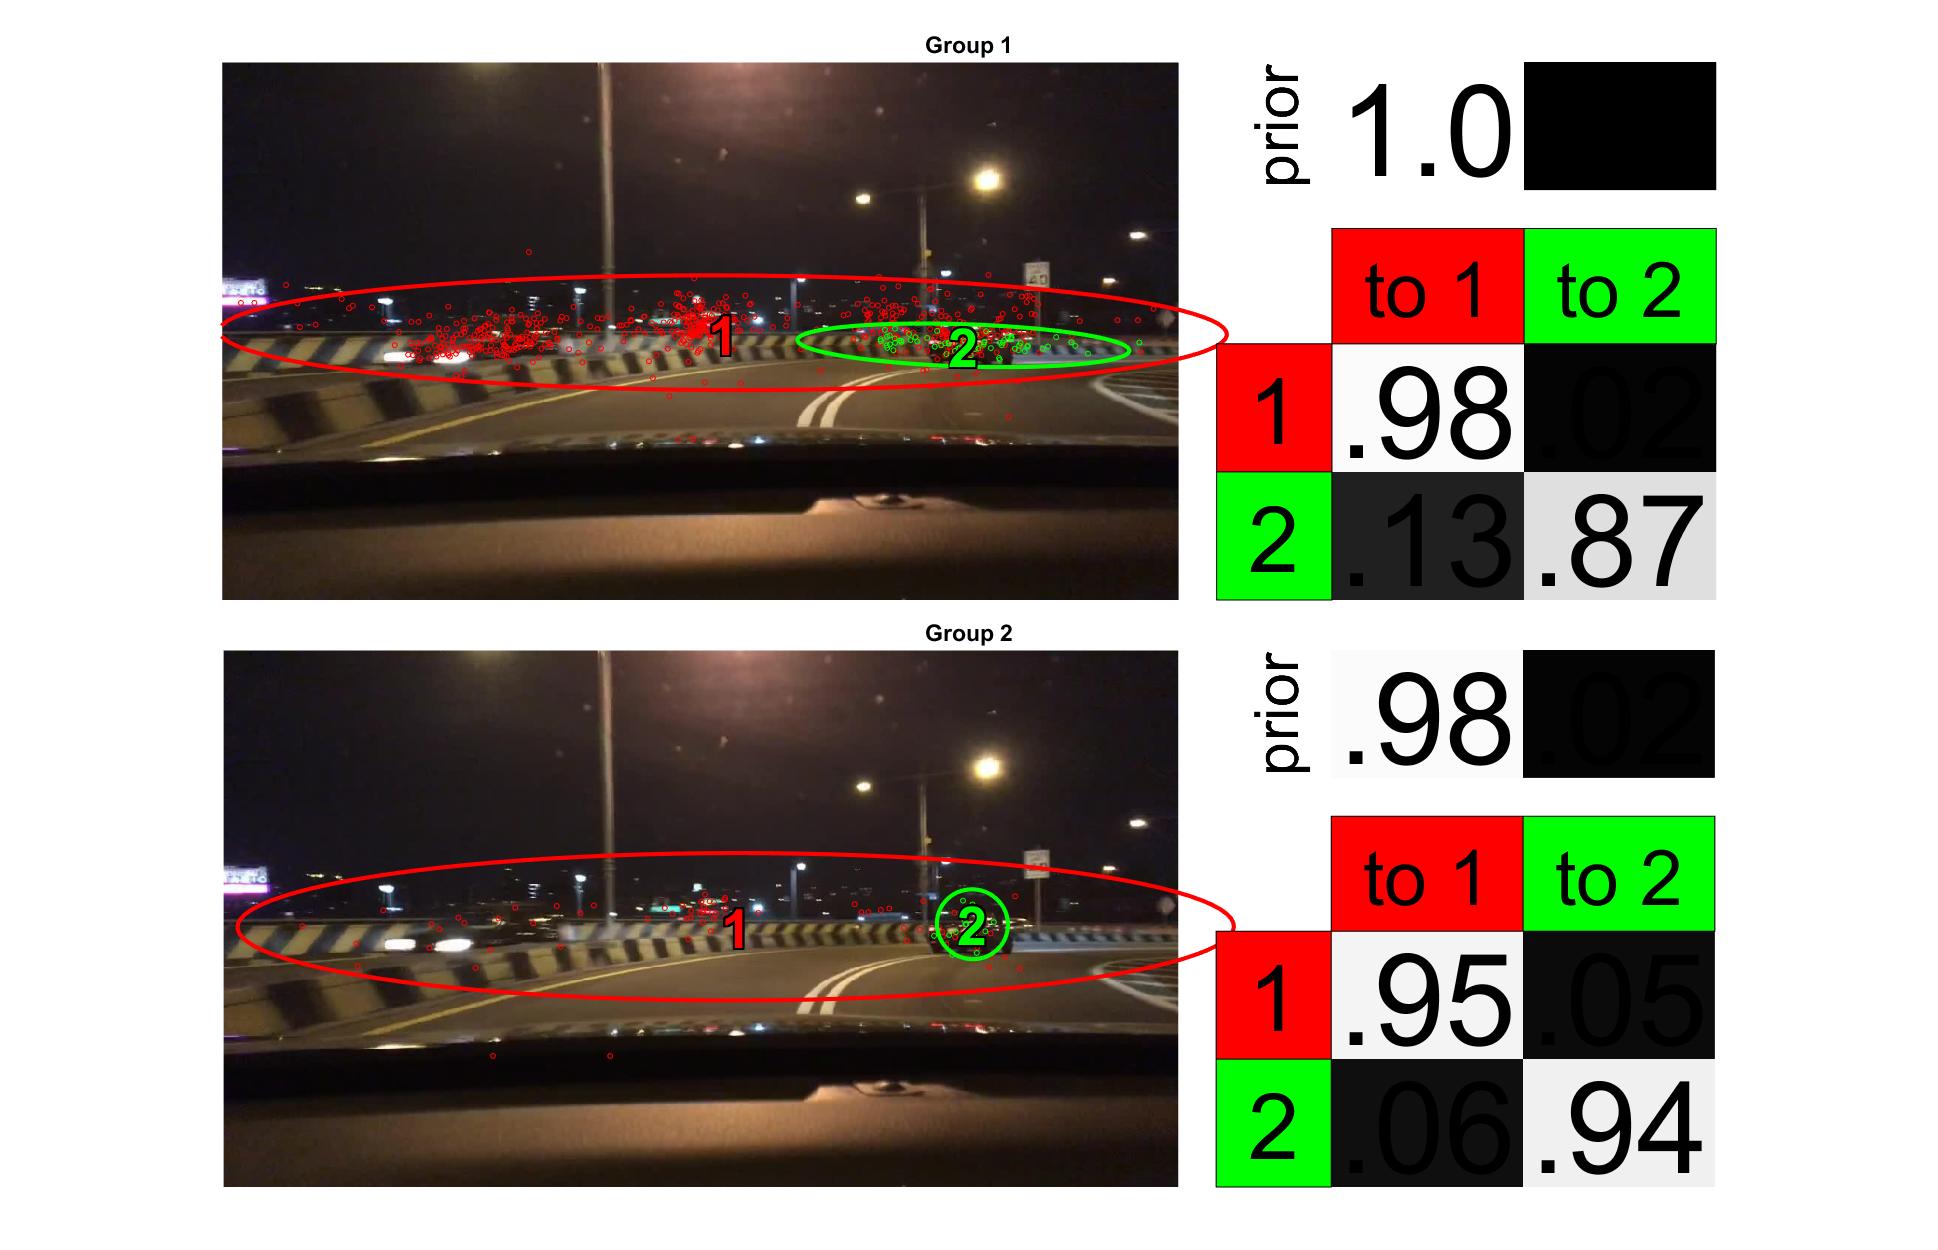 Group 1
prior 1.0
to 1 to 2
1 .98 .02
2 .13 .87
1
2
Group 2
prior .98 .02
to 1 to 2
1 .95 .05
2 .06 .94
1
2